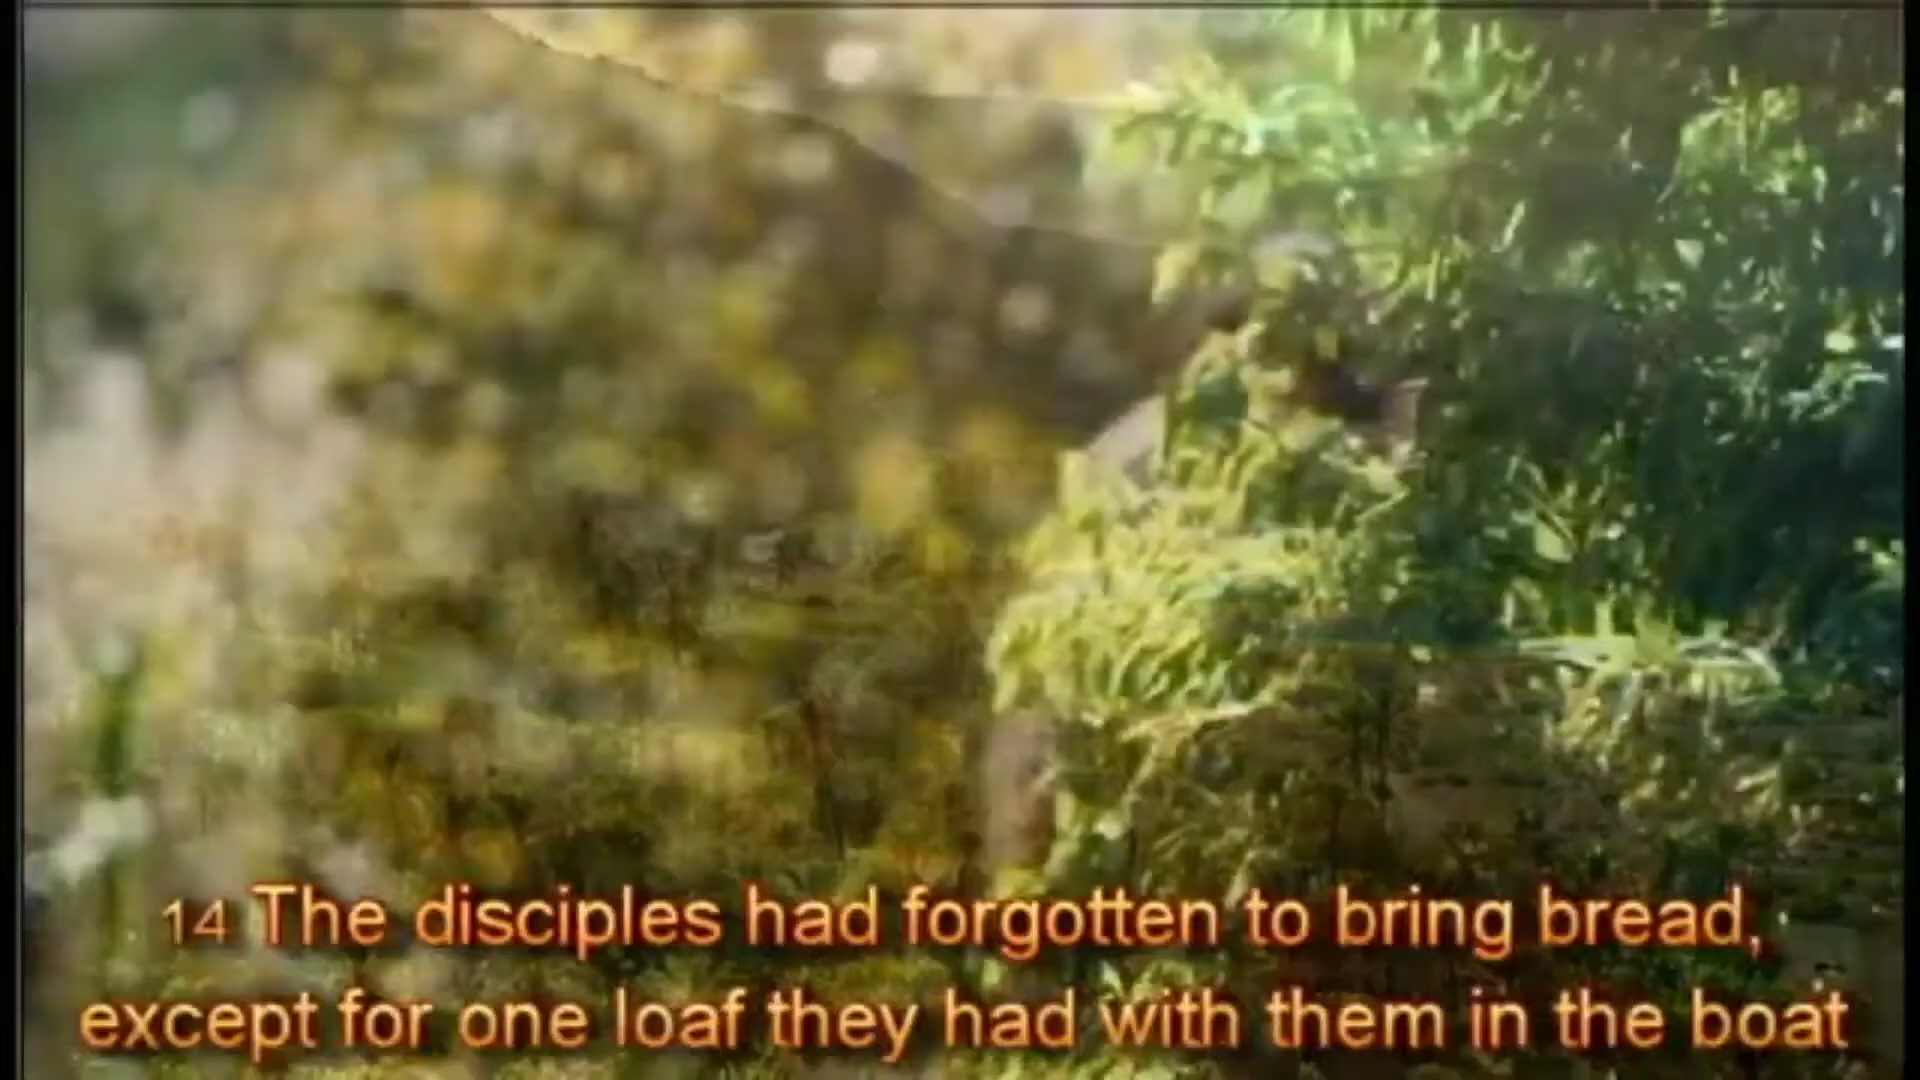 14 The disciples had forgotten to bring bread,
except for one loaf they had with them in the boat